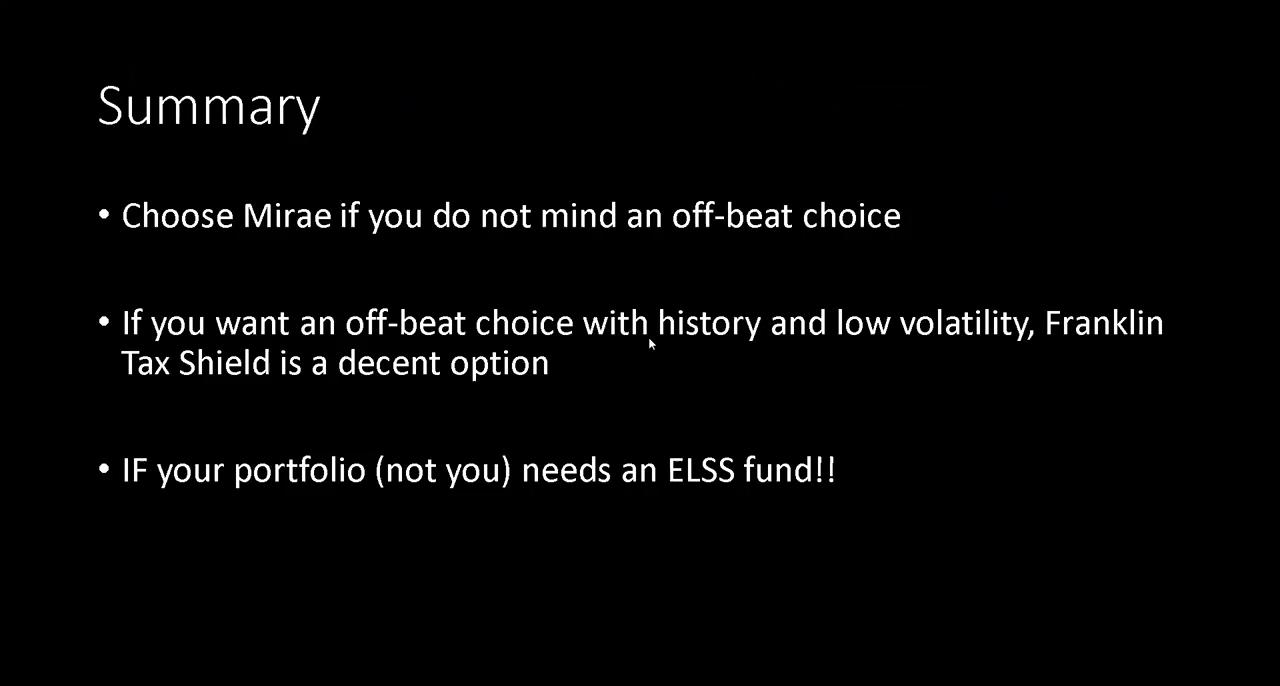 Summary
• Choose Mirae if you do not mind an off-beat choice
• If you want an off-beat choice with history and low volatility, Franklin
Tax Shield is a decent option
• IF your portfolio (not you) needs an ELSS fund!!